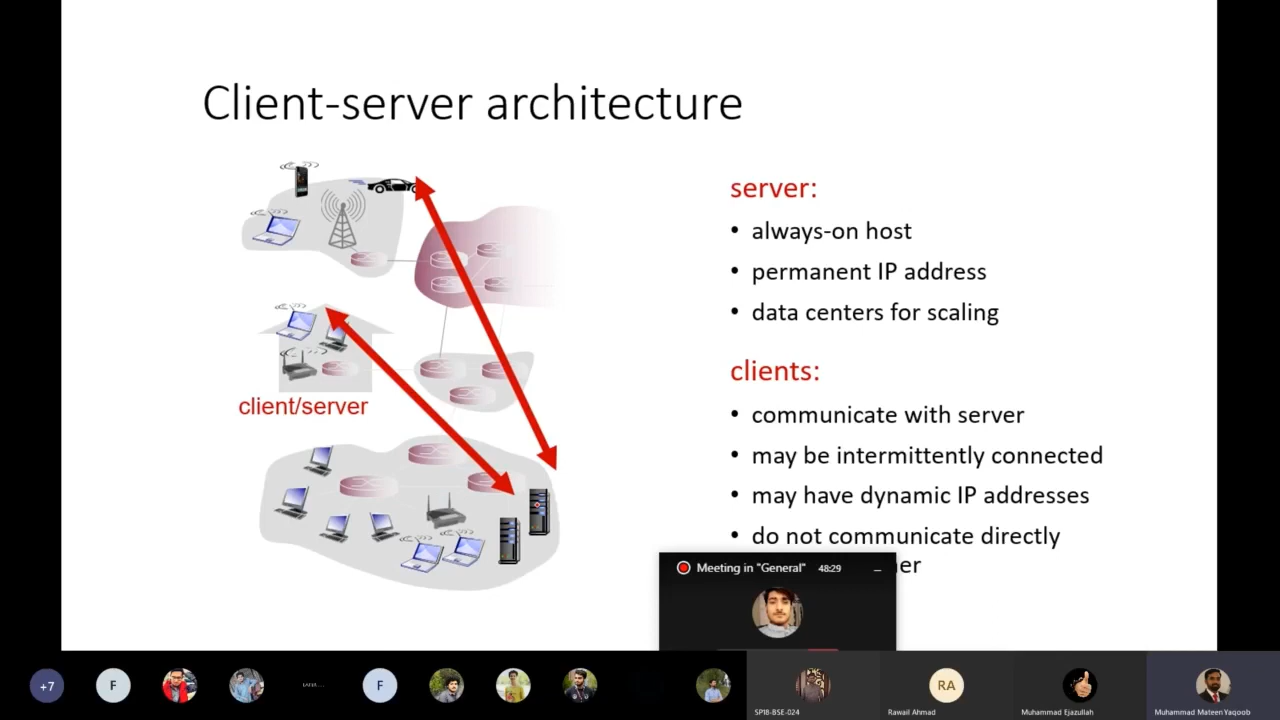 Client-server architecture
server:
• always-on host
• permanent IP address
• data centers for scaling
clients:
• communicate with server
• may be intermittently connected
• may have dynamic IP addresses
• do not communicate directly
client/server
Meeting in "General" 48:29
+7
F
F
RA
SP18-BSE-024
Rawail Ahmad
Muhammad Ejazullah
Muhammad Mateen Yaqoob